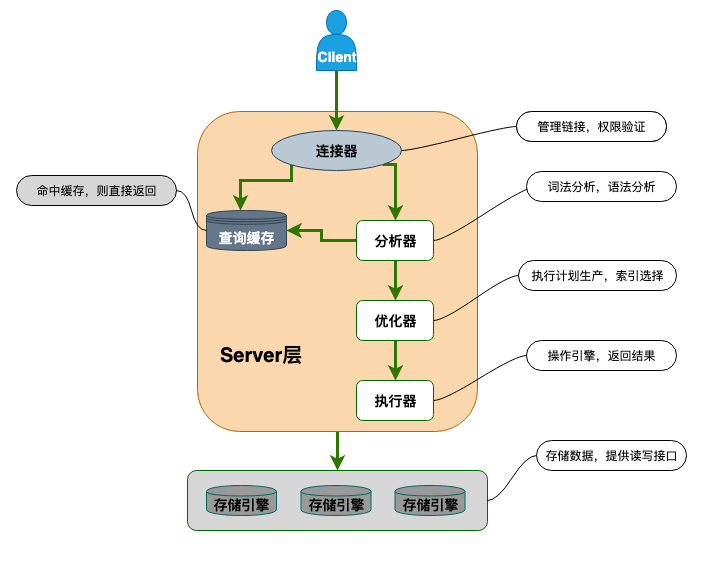 Client
连接器
管理链接，权限验证
词法分析，语法分析
命中缓存，则直接返回
查询缓存
分析器
执行计划生产，索引选择
优化器
Server层
操作引擎，返回结果
执行器
存储数据，提供读写接口
存储引擎
存储引擎
存储引擎